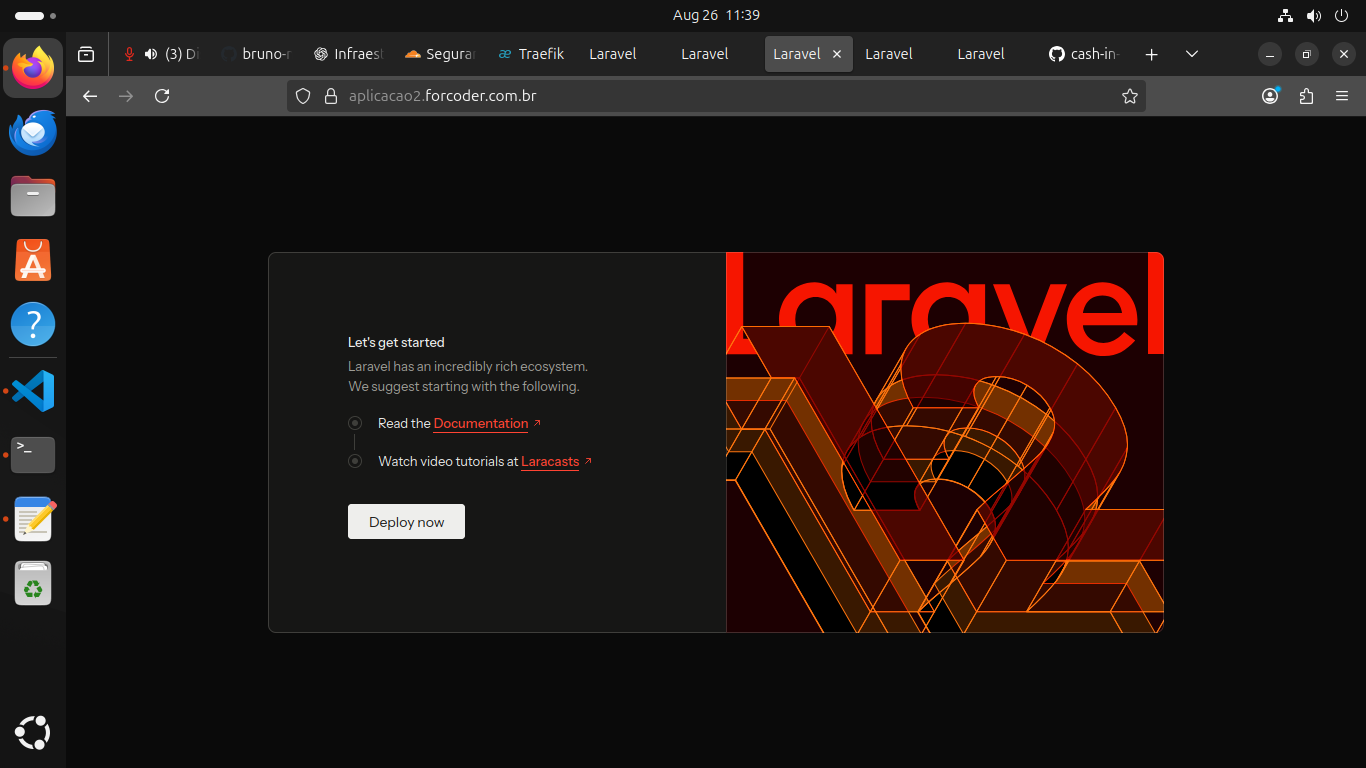 Aug 26 11:39
(3) Di
bruno-r
Infraest
Segura
Traefik
Laravel
Laravel
Laravel
Laravel
Laravel
cash-in-
aplicacao2.forcoder.com.br
Let's get started
Laravel has an incredibly rich ecosystem.
We suggest starting with the following.
Read the Documentation
Watch video tutorials at Laracasts
Deploy now
Laravel